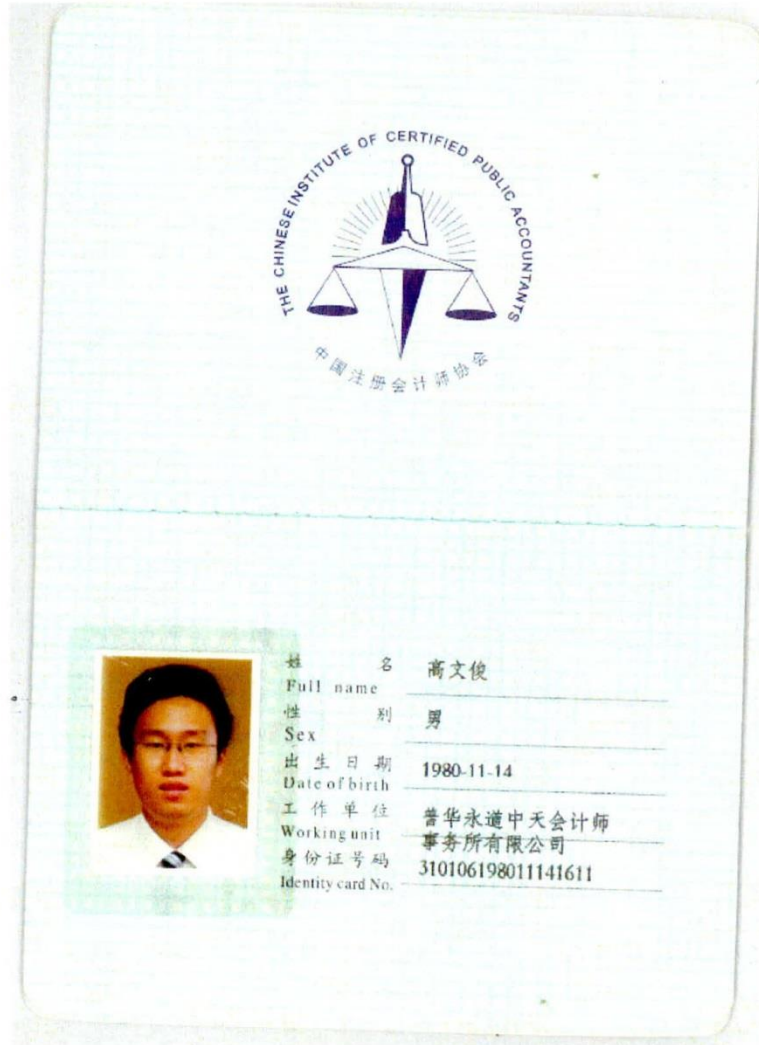 THE CHINESE INSTITUTE OF CERTIFIED PUBLIC ACCOUNTANTS
中国注册会计师协会
姓 名 高文俊
Full name
性 别 男
Sex
出生日期 1980-11-14
Date of birth
工作单位 普华永道中天会计师
Working unit 事务所有限公司
身份证号码 310106198011141611
Identity card No.